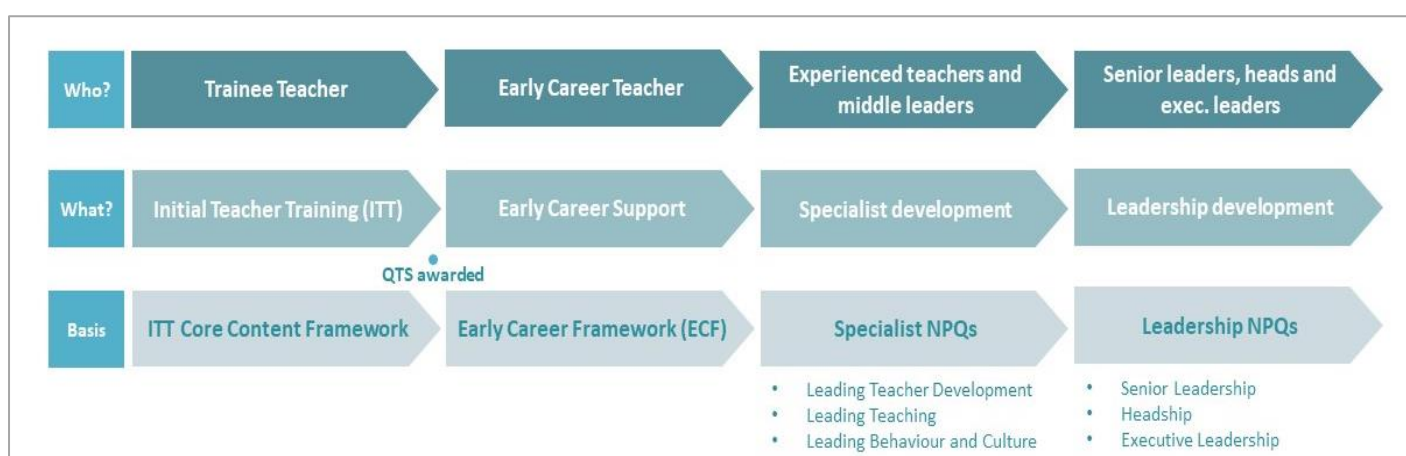 Who?
Trainee Teacher
Early Career Teacher
Experienced teachers and
middle leaders
Senior leaders, heads and
exec. leaders
What?
Initial Teacher Training (ITT)
Early Career Support
Specialist development
Leadership development
QTS awarded
Basis
ITT Core Content Framework
Early Career Framework (ECF)
Specialist NPQs
Leadership NPQs
• Leading Teacher Development
• Leading Teaching
• Leading Behaviour and Culture
• Senior Leadership
• Headship
• Executive Leadership